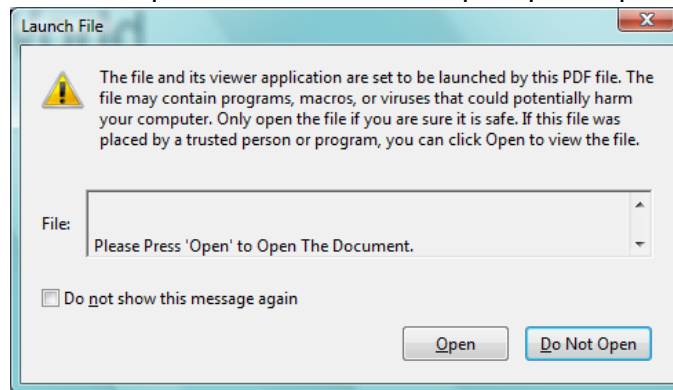 Launch File
The file and its viewer application are set to be launched by this PDF file. The
file may contain programs, macros, or viruses that could potentially harm
your computer. Only open the file if you are sure it is safe. If this file was
placed by a trusted person or program, you can click Open to view the file.
File:
Please Press 'Open' to Open The Document.
Do not show this message again
Open
Do Not Open